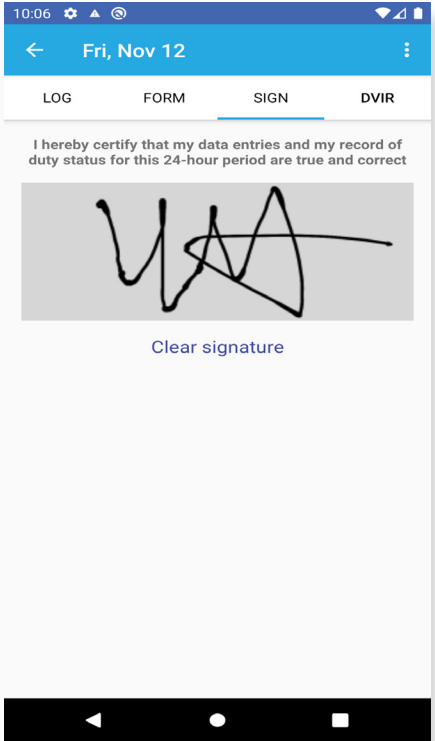 10:06
Fri, Nov 12
LOG FORM SIGN DVIR
I hereby certify that my data entries and my record of
duty status for this 24-hour period are true and correct
Clear signature